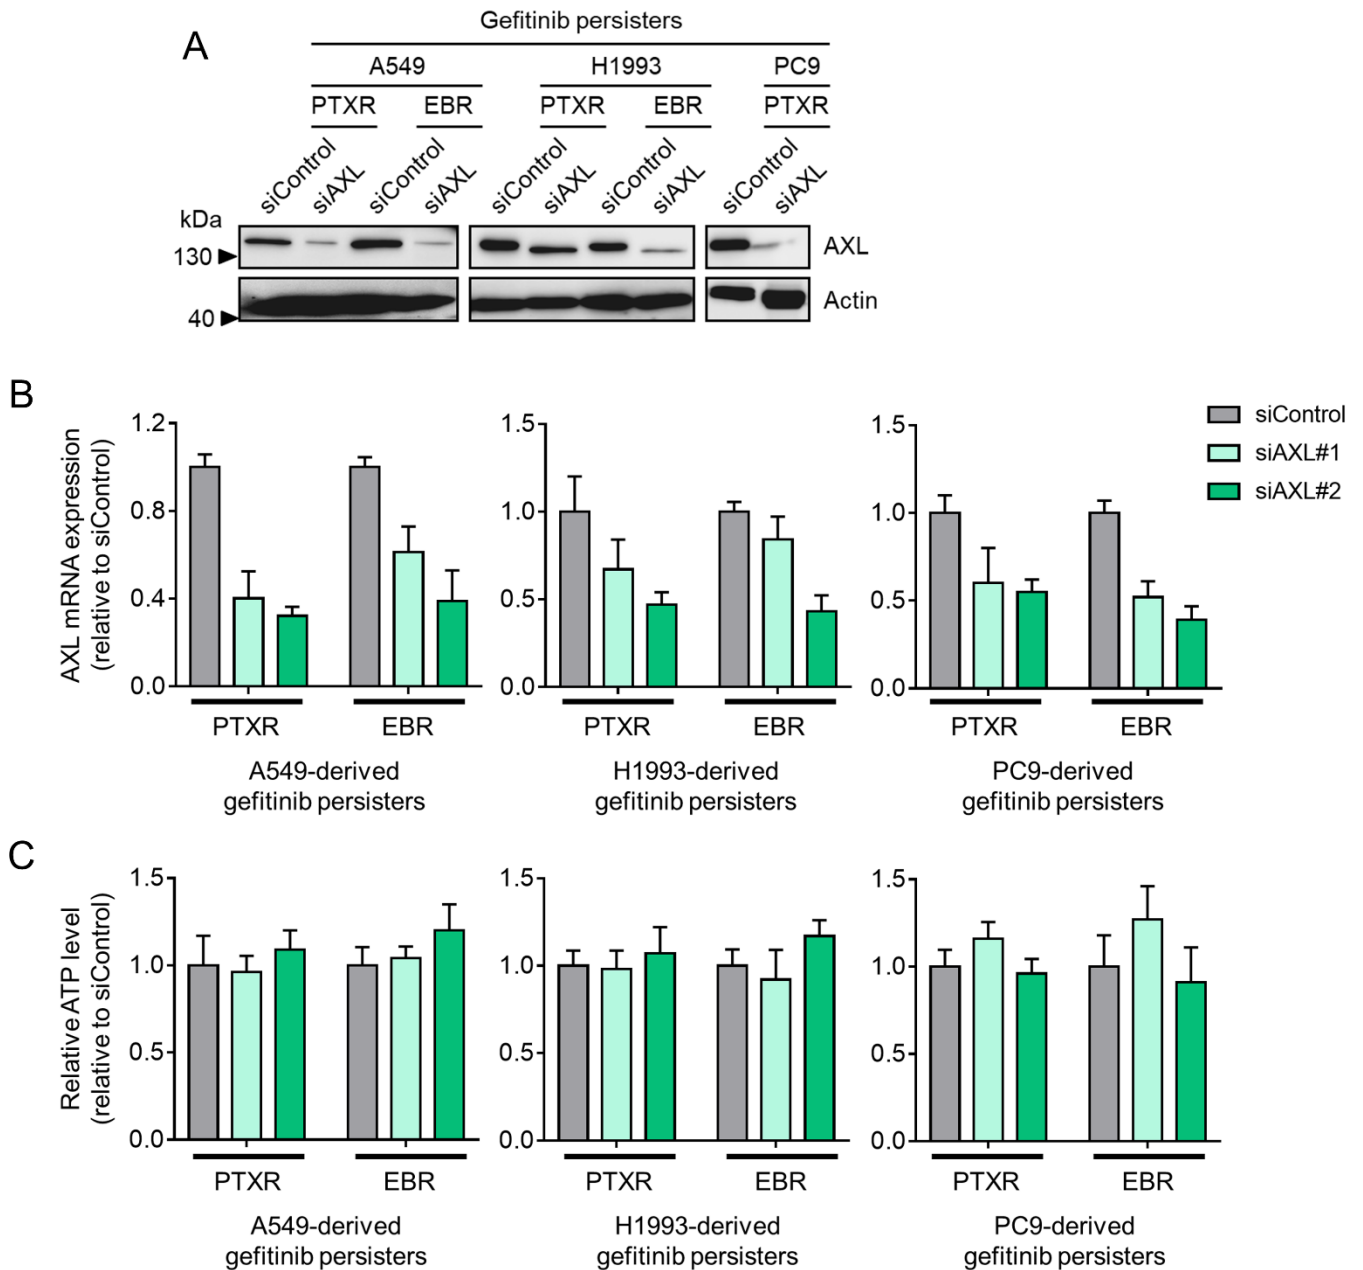 A
Gefitinib persisters
A549 H1993 PC9
PTXR EBR PTXR EBR PTXR
siControl siAXL siControl siAXL siControl siAXL siControl siAXL siControl siAXL
kDa
130 AXL
40 Actin
B
AXL mRNA expression
(relative to siControl)
1.2
0.8
0.4
0.0
PTXR EBR
A549-derived
gefitinib persisters
1.5
1.0
0.5
0.0
PTXR EBR
H1993-derived
gefitinib persisters
1.5
1.0
0.5
0.0
PTXR EBR
PC9-derived
gefitinib persisters
siControl
siAXL#1
siAXL#2
C
Relative ATP level
(relative to siControl)
1.5
1.0
0.5
0.0
PTXR EBR
A549-derived
gefitinib persisters
1.5
1.0
0.5
0.0
PTXR EBR
H1993-derived
gefitinib persisters
1.5
1.0
0.5
0.0
PTXR EBR
PC9-derived
gefitinib persisters